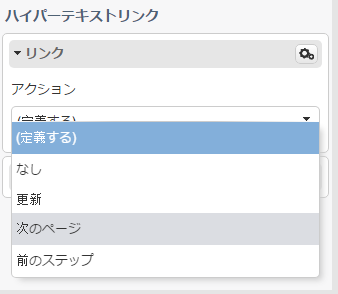 ハイパーテキストリンク
リンク
アクション
(定義する)
(定義する)
なし
更新
次のページ
前のステップ